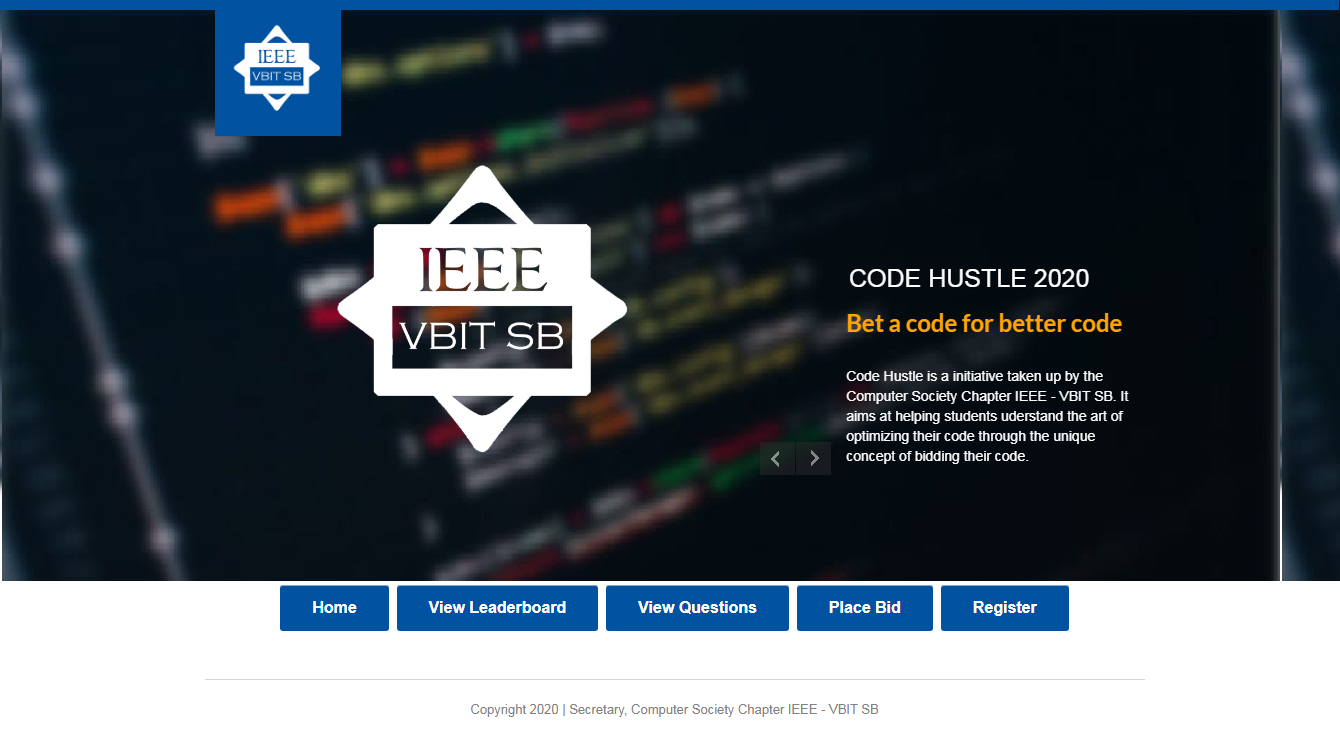 IEEE
VBIT SB
IEEE
VBIT SB
CODE HUSTLE 2020
Bet a code for better code
Code Hustle is a initiative taken up by the
Computer Society Chapter IEEE - VBIT SB. It
aims at helping students uderstand the art of
optimizing their code through the unique
concept of bidding their code.
Home
View Leaderboard
View Questions
Place Bid
Register
Copyright 2020 | Secretary, Computer Society Chapter IEEE - VBIT SB